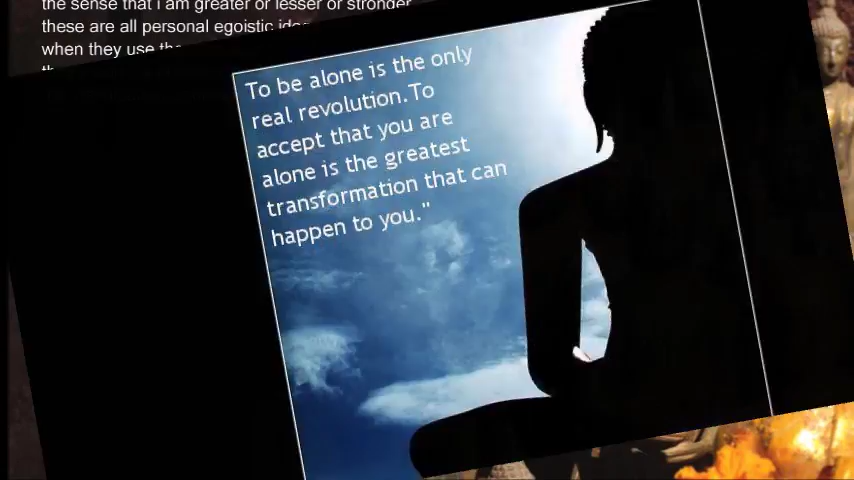 the sense that I am greater or lesser or stronger
these are all personal egoistic
when they use
To be alone is the only
real revolution.To
accept that you are
alone is the greatest
transformation that can
happen to you."